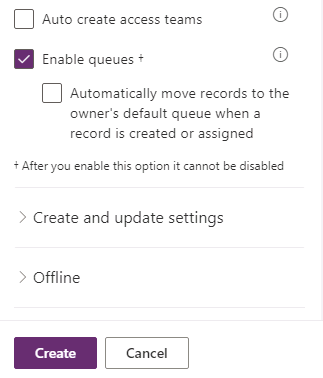 Auto create access teams
Enable queues †
Automatically move records to the
owner's default queue when a
record is created or assigned
† After you enable this option it cannot be disabled
Create and update settings
Offline
Create
Cancel